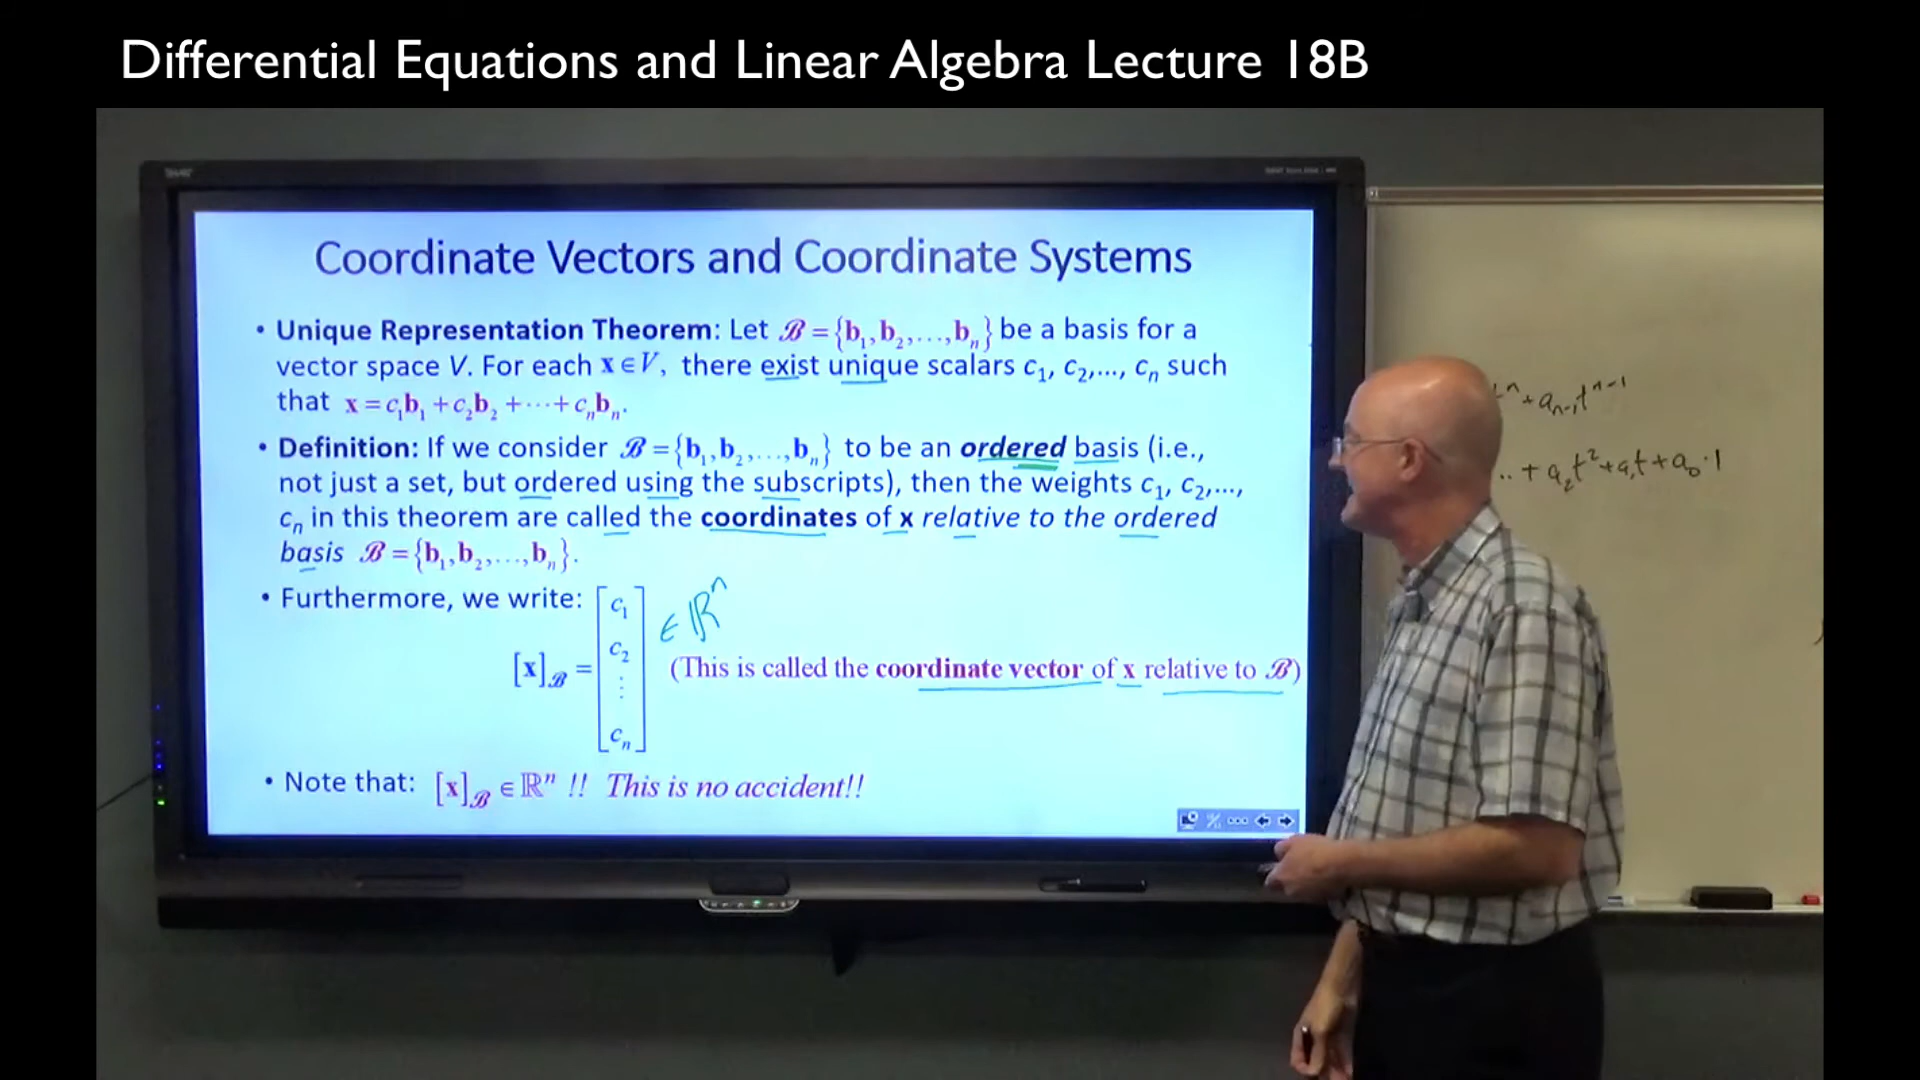 Differential Equations and Linear Algebra Lecture 18B
SMART
Coordinate Vectors and Coordinate Systems
• Unique Representation Theorem: Let ℬ = {b₁,b₂,…,bₙ} be a basis for a
vector space V. For each x ∈ V, there exist unique scalars c₁, c₂,…, cₙ such
that x = c₁b₁ + c₂b₂ + ⋯ + cₙbₙ.
• Definition: If we consider ℬ = {b₁,b₂,…,bₙ} to be an ordered basis (i.e.,
not just a set, but ordered using the subscripts), then the weights c₁, c₂,…,
cₙ in this theorem are called the coordinates of x relative to the ordered
basis ℬ = {b₁,b₂,…,bₙ}.
• Furthermore, we write:
[x]ℬ = [c₁ c₂ ⋮ cₙ] ∈ ℝⁿ
(This is called the coordinate vector of x relative to ℬ)
• Note that: [x]ℬ ∈ ℝⁿ !! This is no accident!!
tⁿ + aₙ₋₁tⁿ⁻¹
.. + a₂t² + a₁t + a₀·1